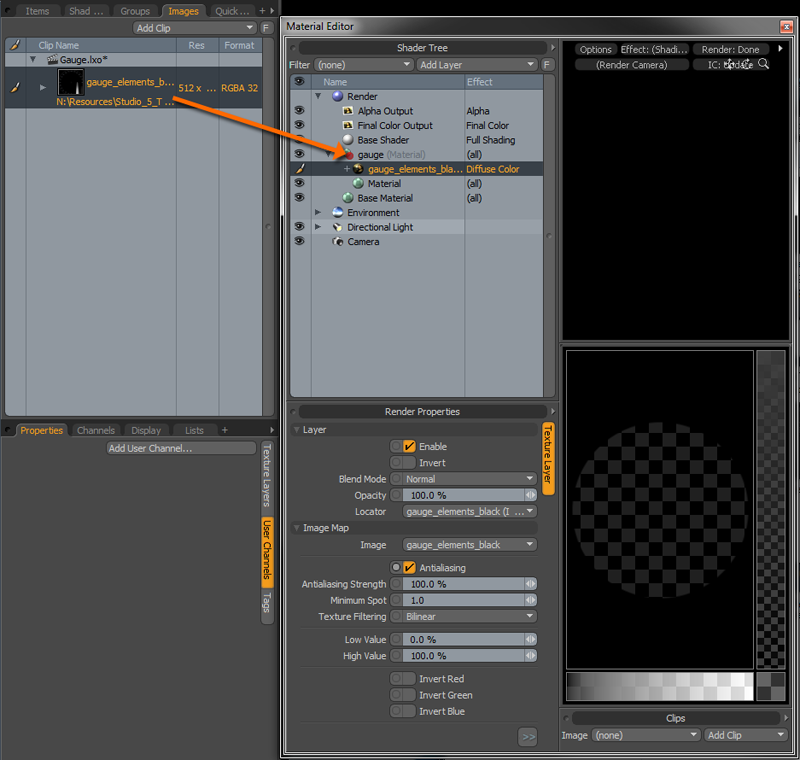 Items Shad ... Groups Images Quick ... +
Add Clip F
Clip Name Res Format
Gauge.lxo*
gauge_elements_b... 512 x ... RGBA 32
N:\Resources\Studio_5_T ...
Properties Channels Display Lists +
Add User Channel...
Texture Layers
User Channels
Tags
Material Editor
Shader Tree
Filter (none) Add Layer F
Name Effect
Render
Alpha Output Alpha
Final Color Output Final Color
Base Shader Full Shading
gauge (Material) (all)
+ gauge_elements_bla... Diffuse Color
Material (all)
Base Material (all)
Environment
Directional Light
Camera
Render Properties
Layer
Enable
Invert
Blend Mode Normal
Opacity 100.0 %
Locator gauge_elements_black (I ...
Image Map
Image gauge_elements_black
Antialiasing
Antialiasing Strength 100.0 %
Minimum Spot 1.0
Texture Filtering Bilinear
Low Value 0.0 %
High Value 100.0 %
Invert Red
Invert Green
Invert Blue
>>
Texture Layer
Options Effect: (Shadi... Render: Done
(Render Camera) IC: Update
Clips
Image (none) Add Clip